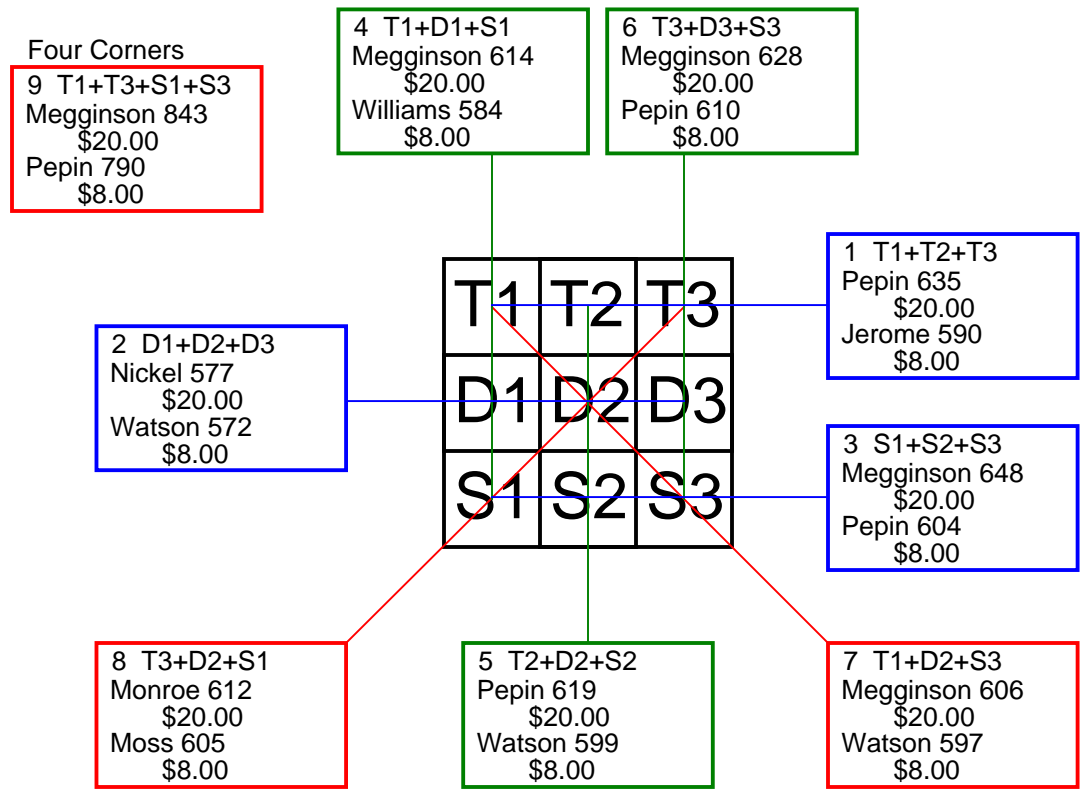 Four Corners
9 T1+T3+S1+S3
Megginson 843
$20.00
Pepin 790
$8.00
4 T1+D1+S1
Megginson 614
$20.00
Williams 584
$8.00
6 T3+D3+S3
Megginson 628
$20.00
Pepin 610
$8.00
1 T1+T2+T3
Pepin 635
$20.00
Jerome 590
$8.00
2 D1+D2+D3
Nickel 577
$20.00
Watson 572
$8.00
T1 T2 T3
D1 D2 D3
S1 S2 S3
3 S1+S2+S3
Megginson 648
$20.00
Pepin 604
$8.00
8 T3+D2+S1
Monroe 612
$20.00
Moss 605
$8.00
5 T2+D2+S2
Pepin 619
$20.00
Watson 599
$8.00
7 T1+D2+S3
Megginson 606
$20.00
Watson 597
$8.00